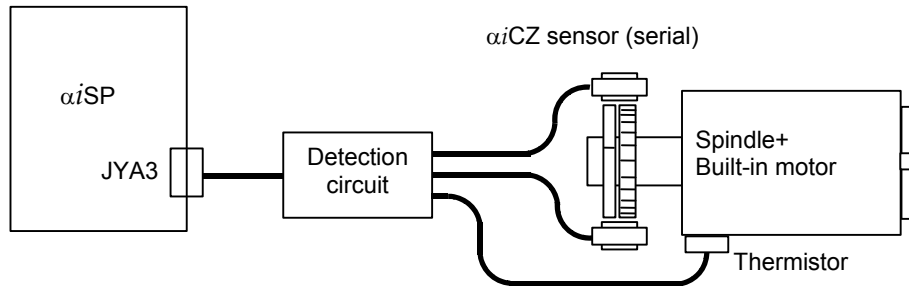 αiCZ sensor (serial)
αiSP
JYA3
Detection
circuit
Spindle+
Built-in motor
Thermistor